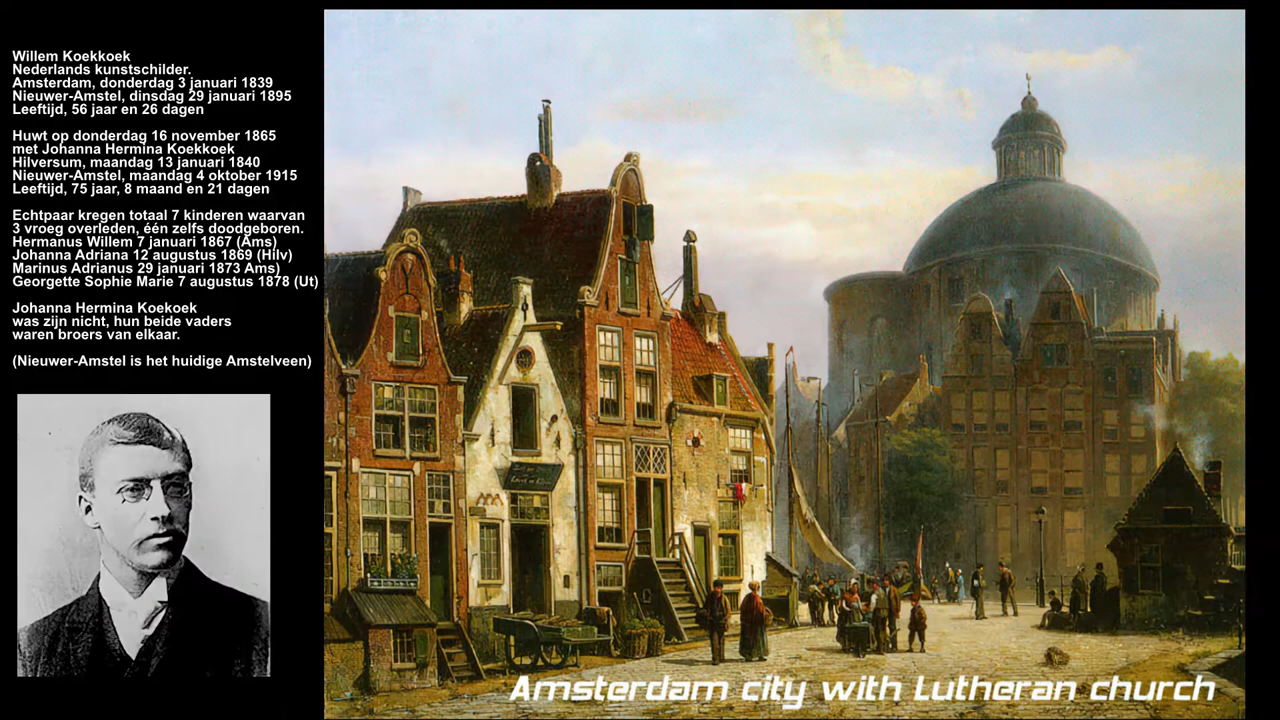 Willem Koekkoek
Nederlands kunstschilder.
Amsterdam, donderdag 3 januari 1839
Nieuwer-Amstel, dinsdag 29 januari 1895
Leeftijd, 56 jaar en 26 dagen
Huwt op donderdag 16 november 1865
met Johanna Hermina Koekkoek
Hilversum, maandag 13 januari 1840
Nieuwer-Amstel, maandag 4 oktober 1915
Leeftijd, 75 jaar, 8 maand en 21 dagen
Echtpaar kregen totaal 7 kinderen waarvan
3 vroeg overleden, één zelfs doodgeboren.
Hermanus Willem 7 januari 1867 (Ams)
Johanna Adriana 12 augustus 1869 (Hilv)
Marinus Adrianus 29 januari 1873 Ams)
Georgette Sophie Marie 7 augustus 1878 (Ut)
Johanna Hermina Koekoek
was zijn nicht, hun beide vaders
waren broers van elkaar.
(Nieuwer-Amstel is het huidige Amstelveen)
Amsterdam city with Lutheran church